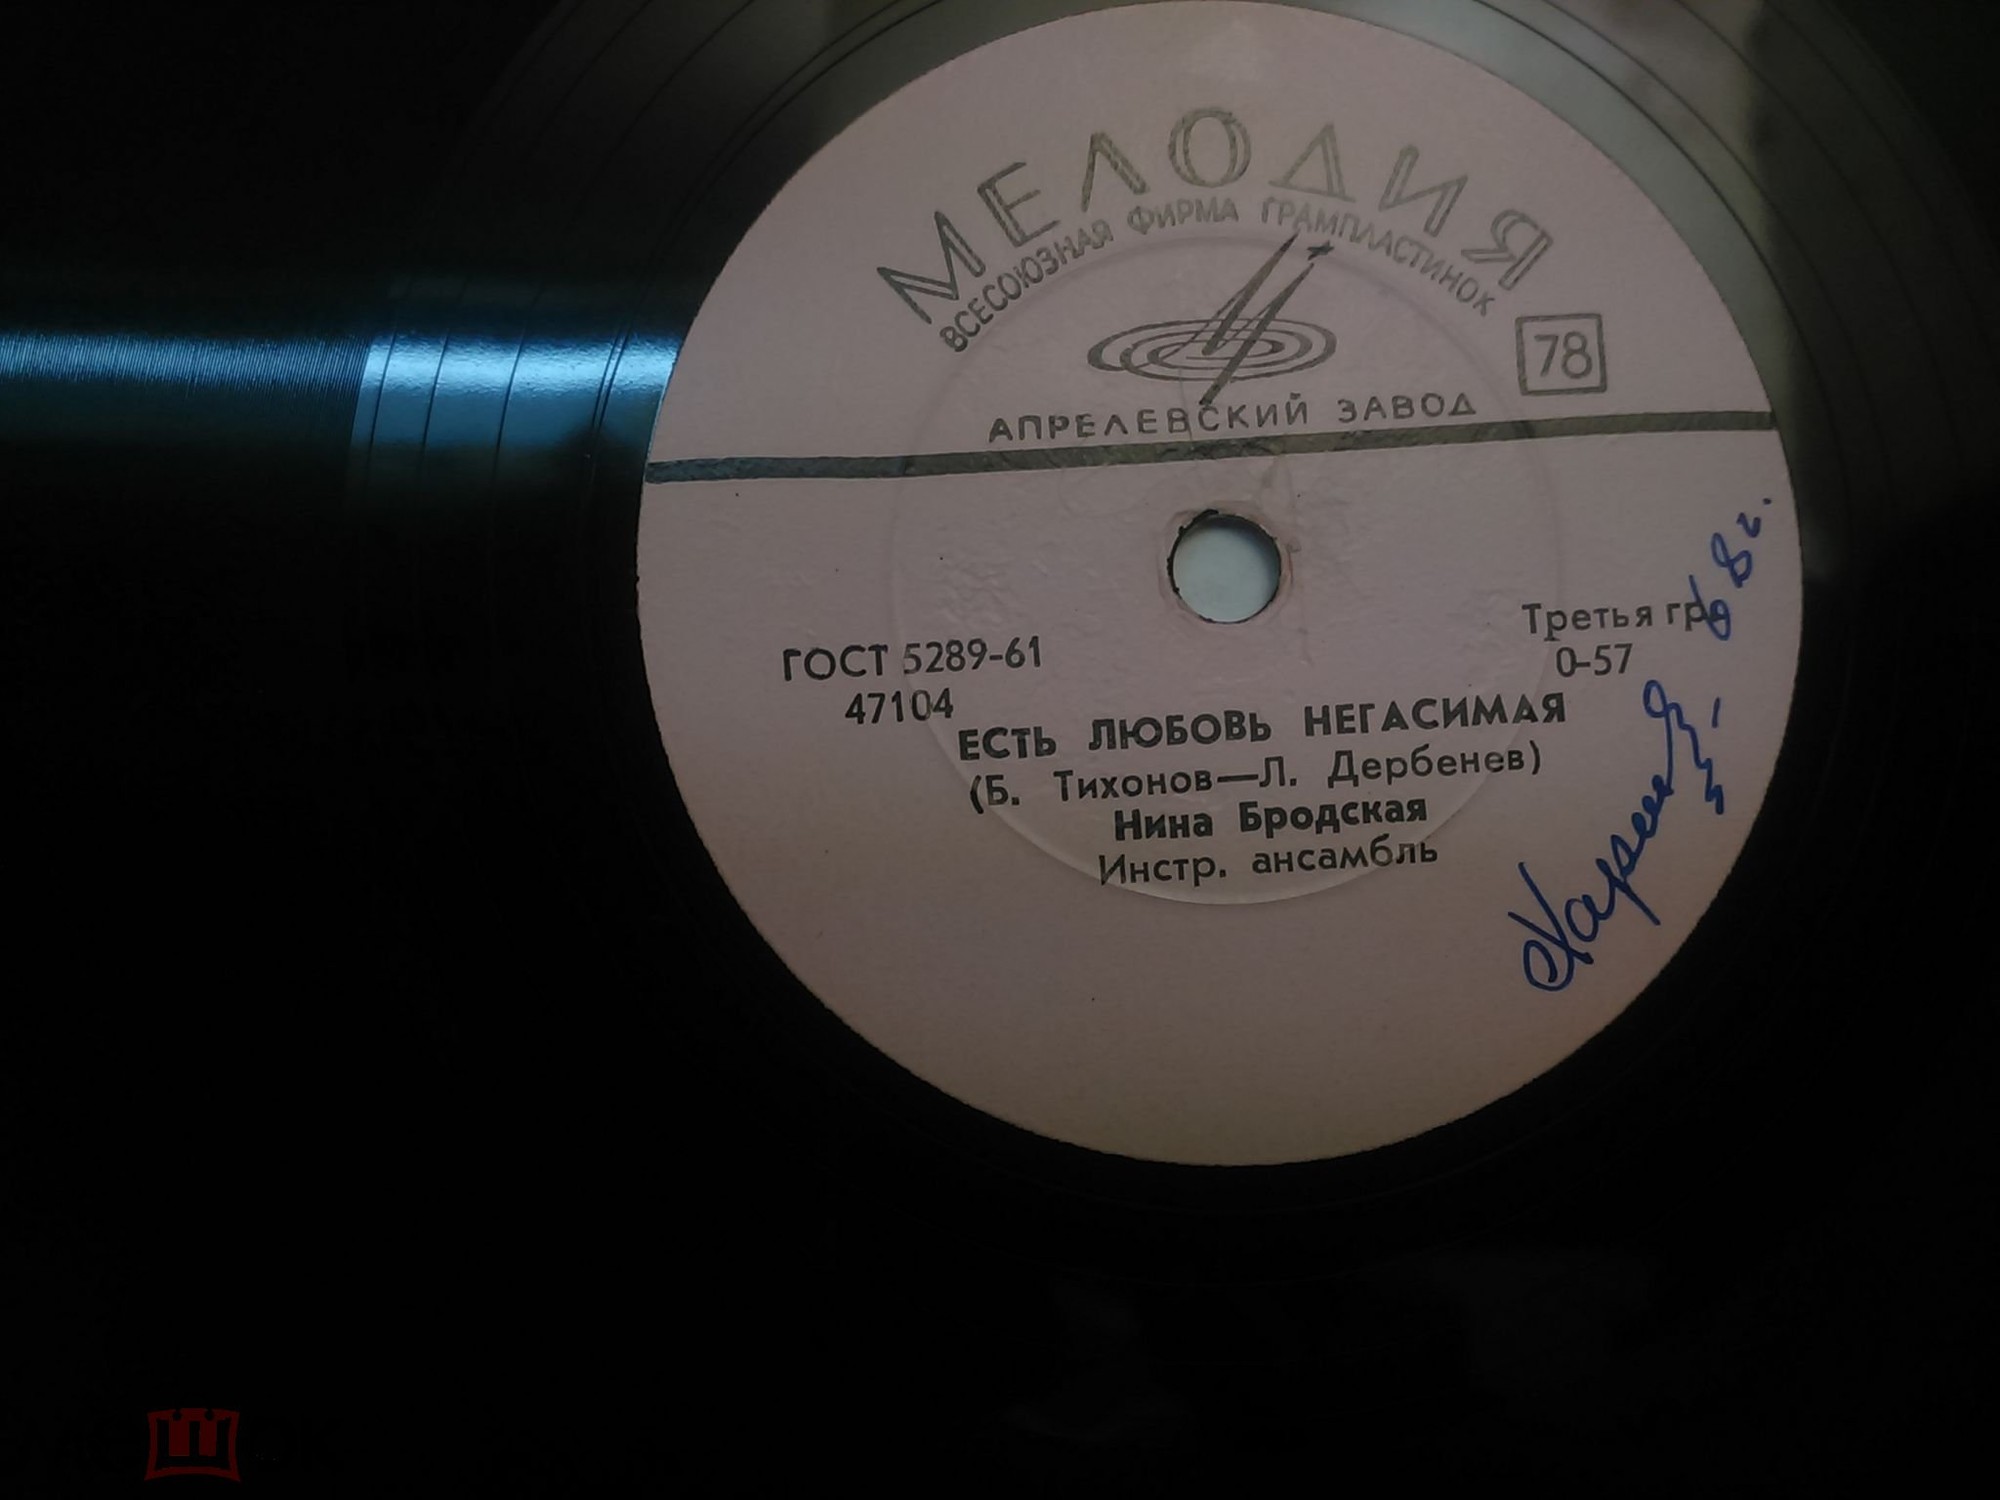 МЕЛОДИЯ
ВСЕСОЮЗНАЯ ФИРМА ГРАМПЛАСТИНОК
78
АПРЕЛЕВСКИЙ ЗАВОД
ГОСТ 5289-61
Третья гр.
47104
0-57
ЕСТЬ ЛЮБОВЬ НЕГАСИМАЯ
(Б. Тихонов—Л. Дербенев)
Нина Бродская
Инстр. ансамбль
68 г.